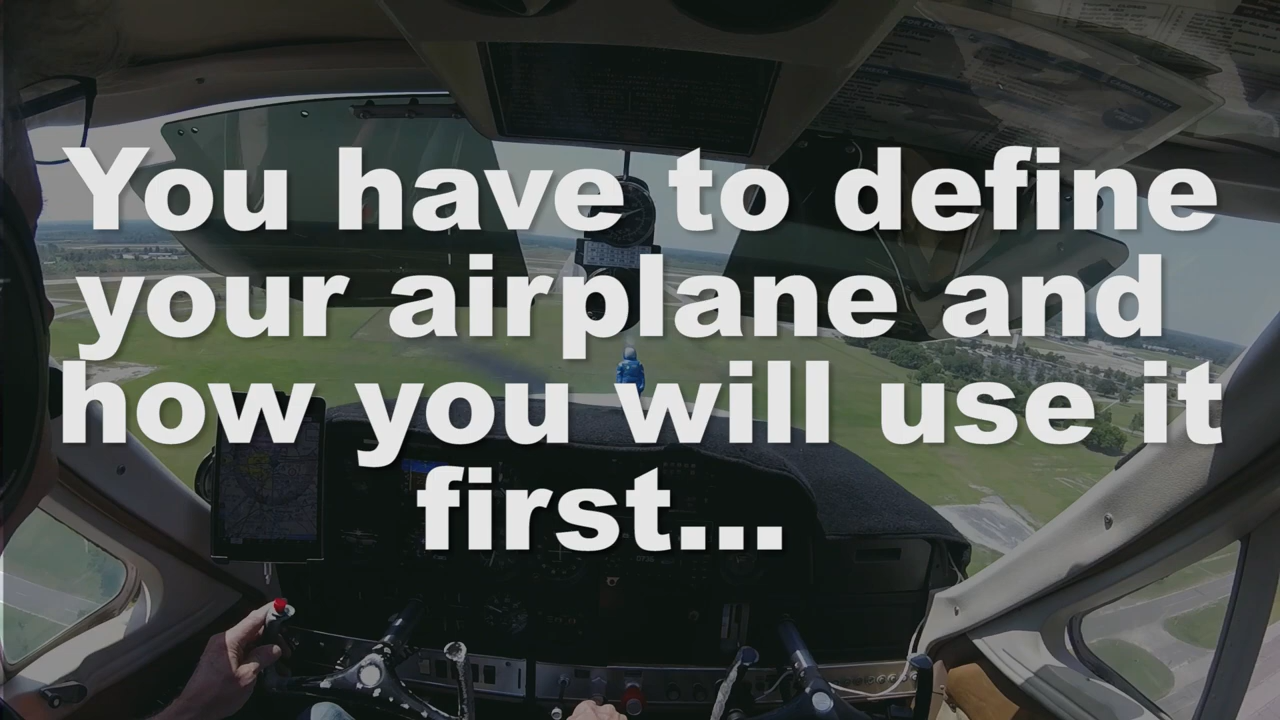 You have to define
your airplane and
how you will use it
first...